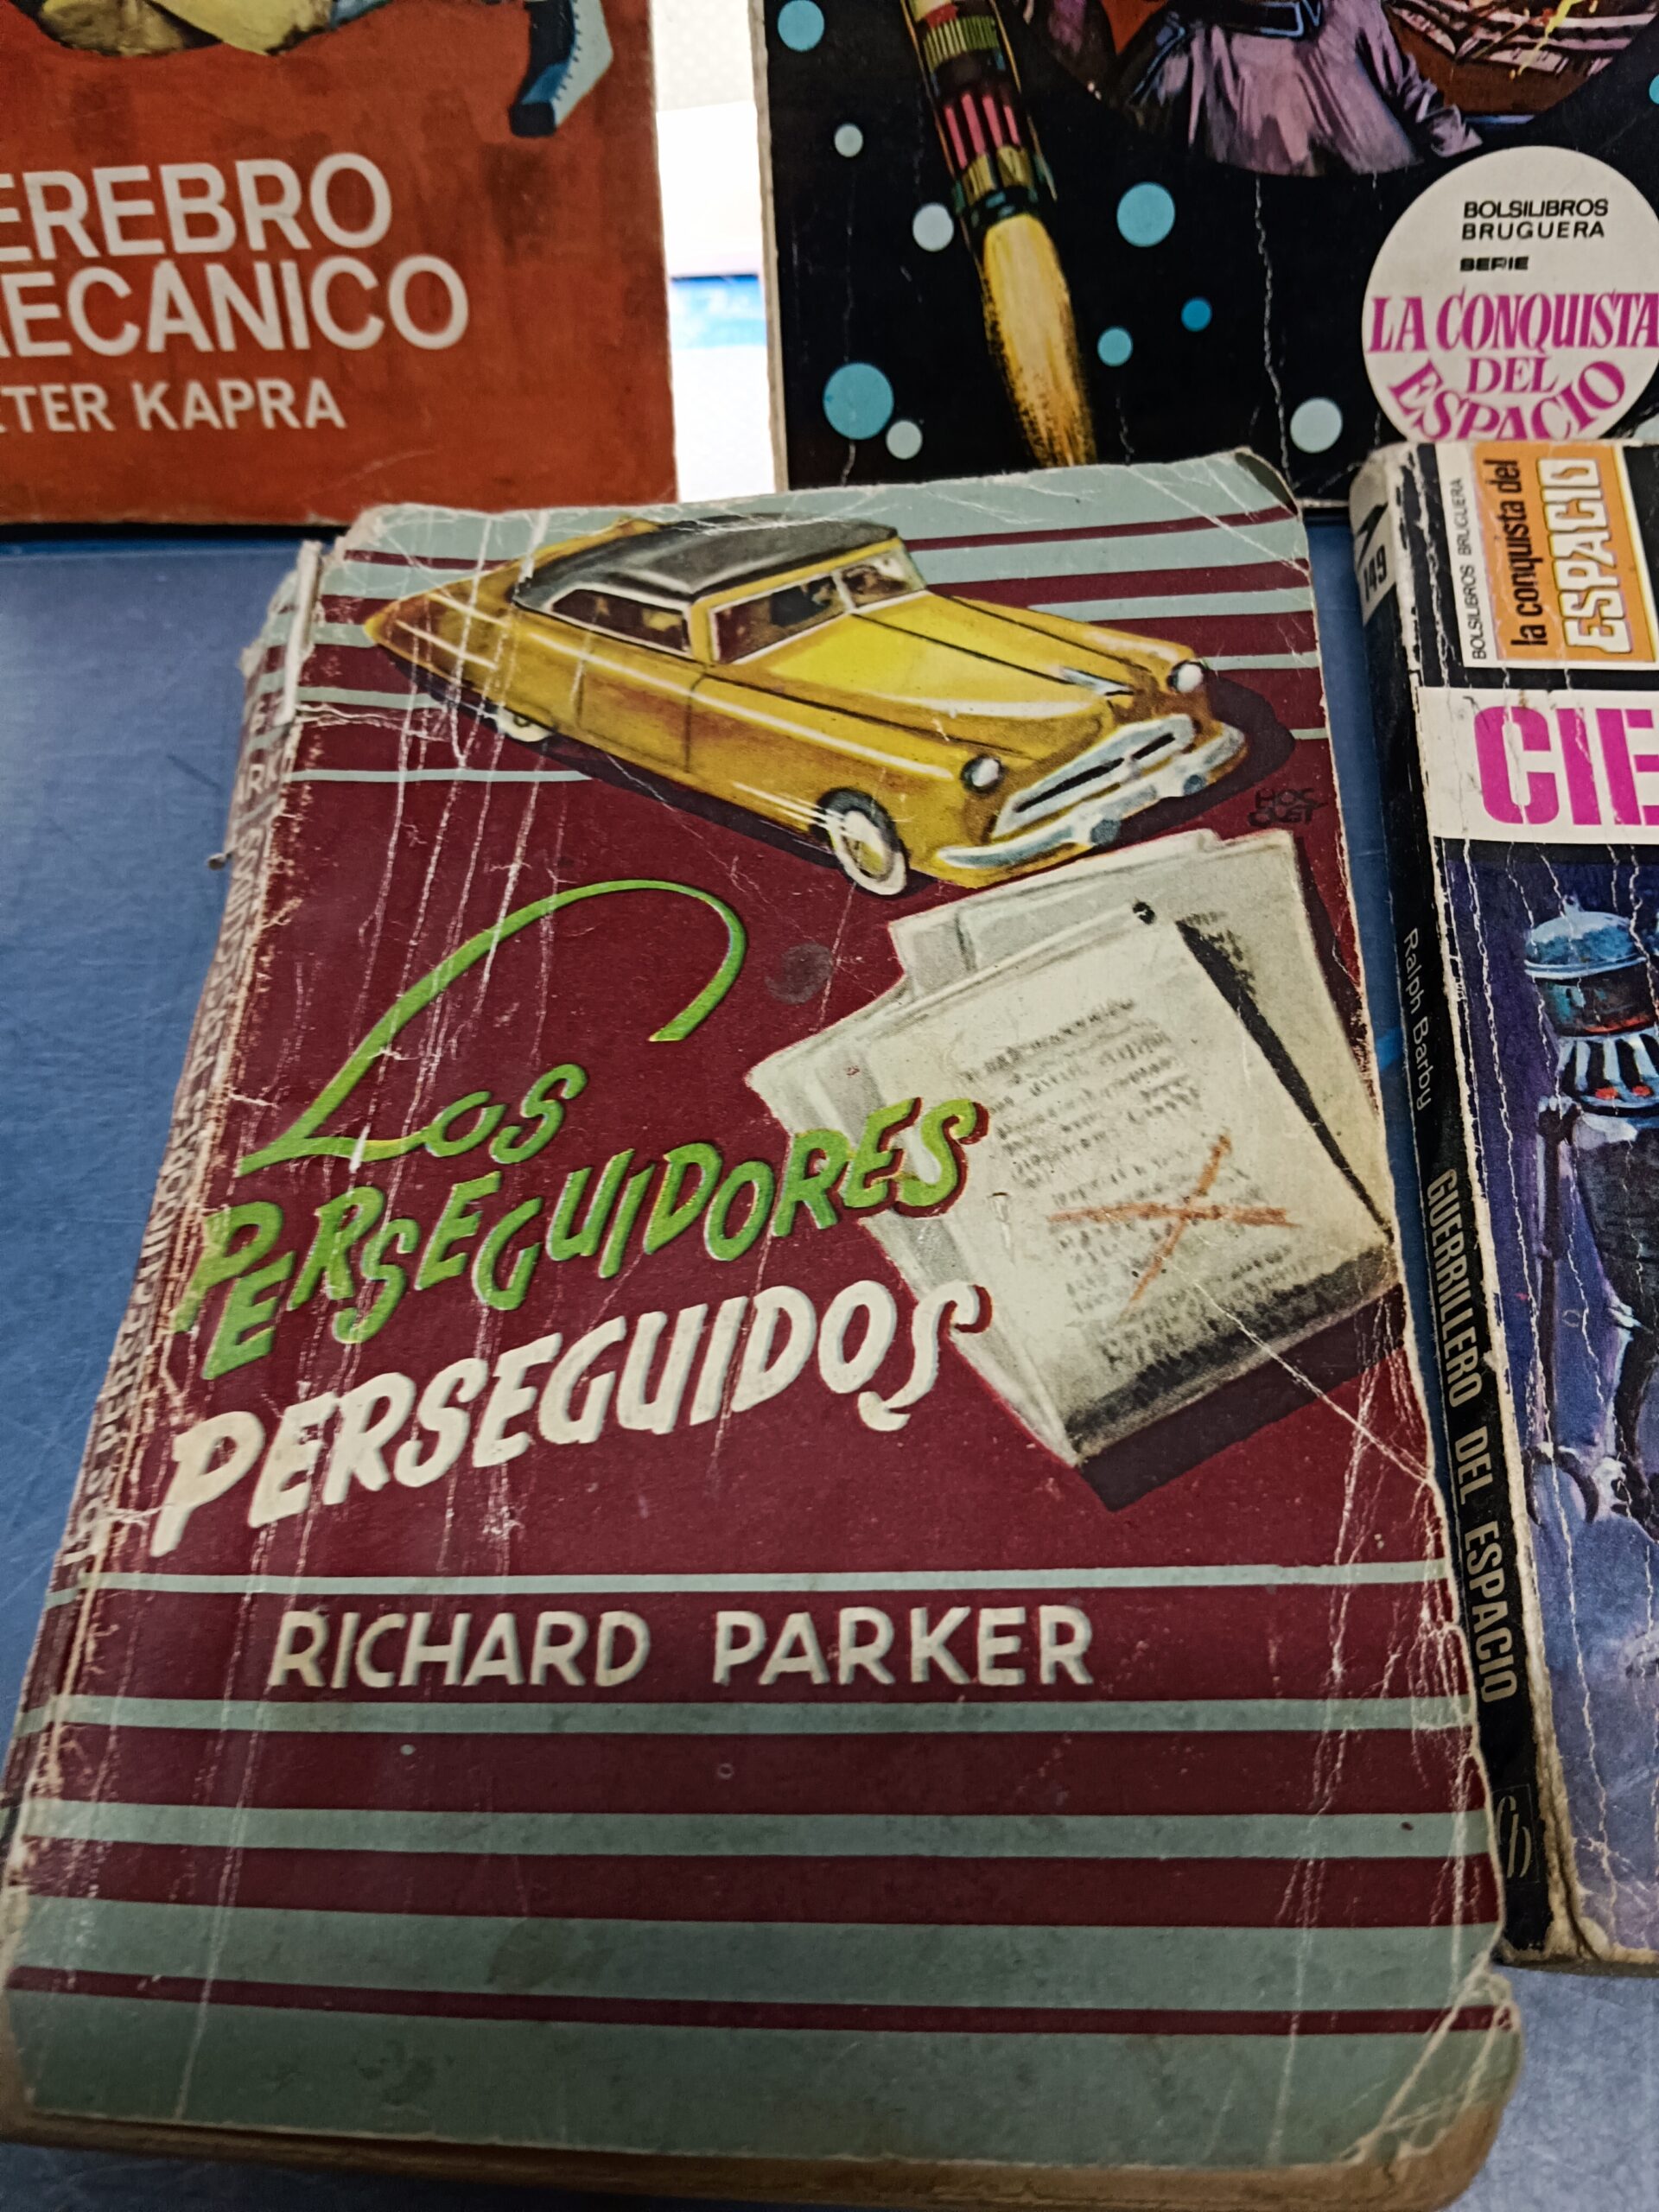 EREBRO
ECANICO
TER KAPRA
BOLSILIBROS
BRUGUERA
SERIE
LA CONQUISTA
DEL
ESPACIO
149
BOLSILIBROS BRUGUERA
la conquista del
ESPACIO
CIE
Ralph Barby
GUERRILLERO DEL ESPACIO
Los
PERSEGUIDORES
PERSEGUIDOS
RICHARD PARKER